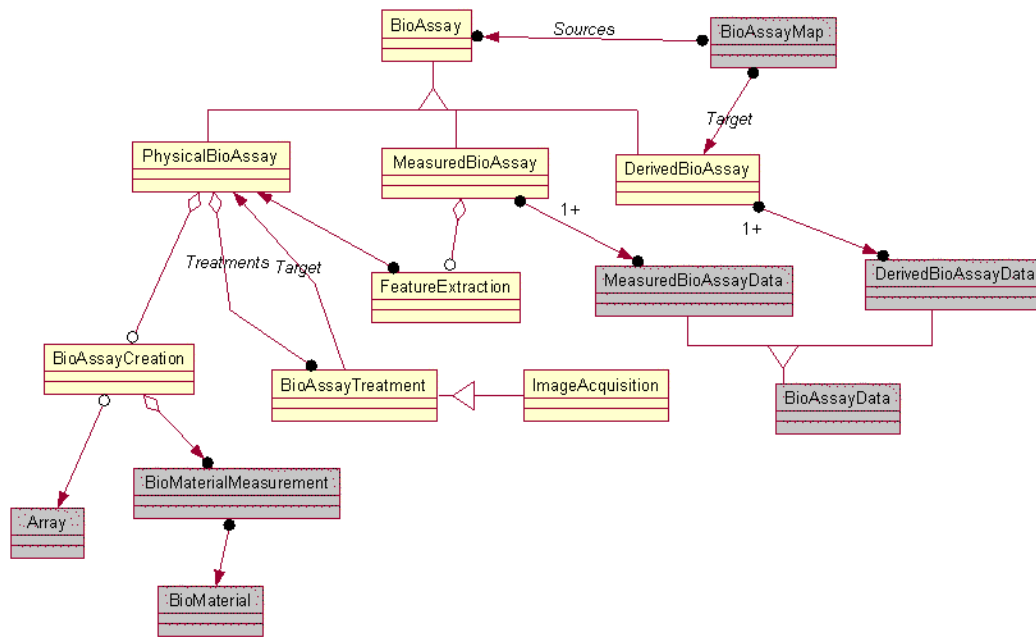 BioAssay
Sources
BioAssayMap
Target
PhysicalBioAssay
MeasuredBioAssay
DerivedBioAssay
1+
1+
Treatments
Target
FeatureExtraction
MeasuredBioAssayData
DerivedBioAssayData
BioAssayCreation
BioAssayTreatment
ImageAcquisition
BioAssayData
BioMaterialMeasurement
Array
BioMaterial